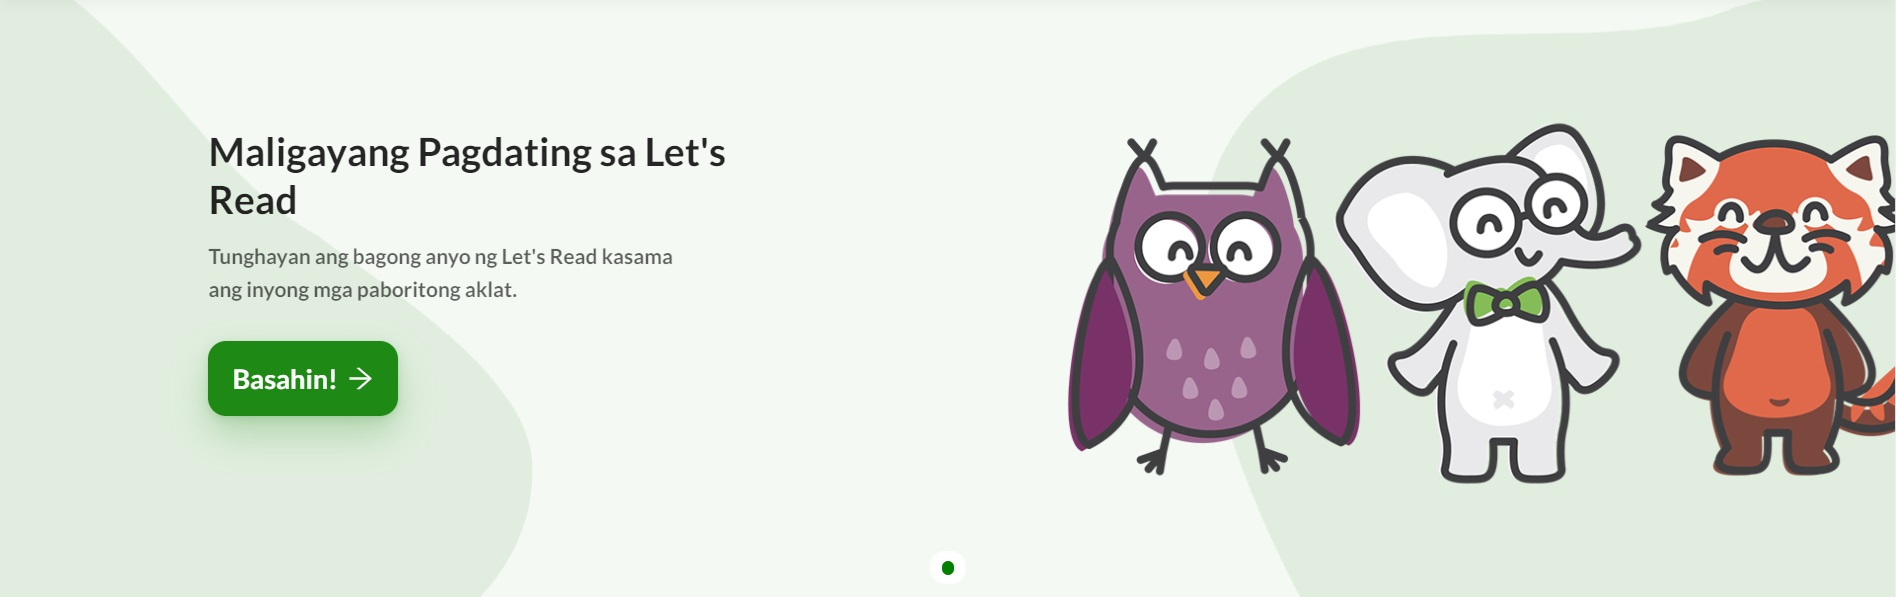 Maligayang Pagdating sa Let's
Read
Tunghayan ang bagong anyo ng Let's Read kasama
ang inyong mga paboritong aklat.
Basahin!